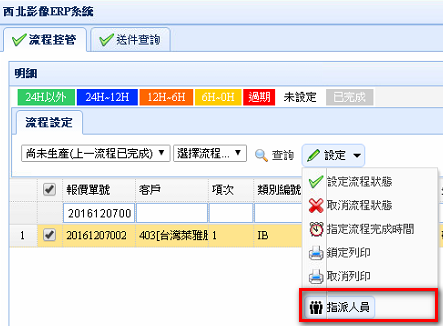 西北影像ERP系統
流程控管 送件查詢
明細
24H以外 24H~12H 12H~6H 6H~0H 過期 未設定 已完成
流程設定
尚未生產(上一流程已完成) 選擇流程... 查詢 設定
報價單號 客戶 項次 類別編號
2016120700
1 20161207002 403[台灣萊雅 1 IB
設定流程狀態
取消流程狀態
指定流程完成時間
鎖定列印
取消列印
指派人員